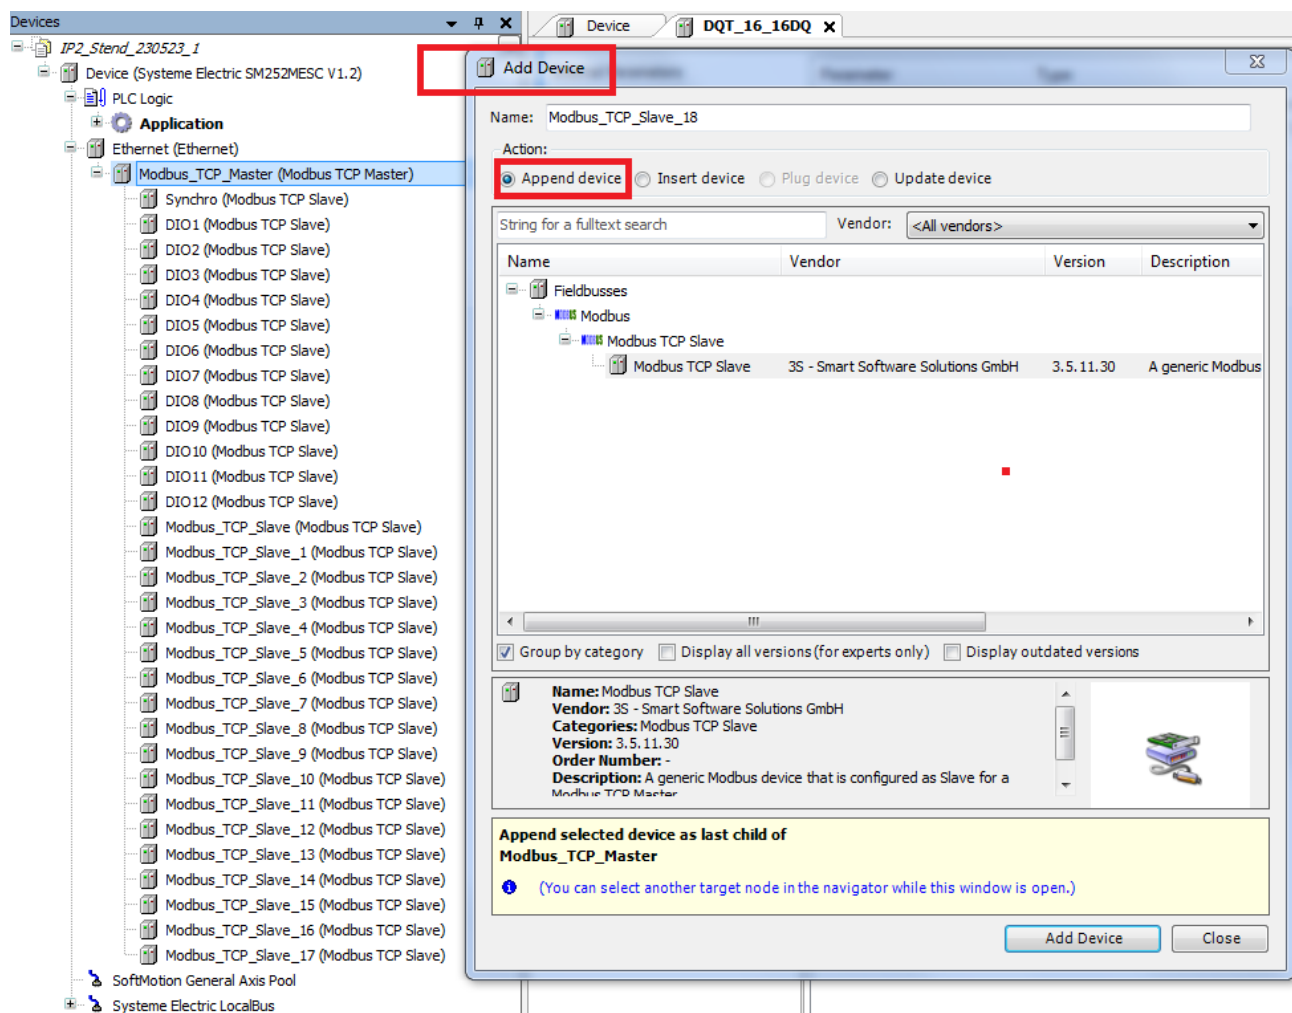 Devices
IP2_Stend_230523_1
Device (Systeme Electric SM252MESC V1.2)
PLC Logic
Application
Ethernet (Ethernet)
Modbus_TCP_Master (Modbus TCP Master)
Synchro (Modbus TCP Slave)
DIO1 (Modbus TCP Slave)
DIO2 (Modbus TCP Slave)
DIO3 (Modbus TCP Slave)
DIO4 (Modbus TCP Slave)
DIO5 (Modbus TCP Slave)
DIO6 (Modbus TCP Slave)
DIO7 (Modbus TCP Slave)
DIO8 (Modbus TCP Slave)
DIO9 (Modbus TCP Slave)
DIO10 (Modbus TCP Slave)
DIO11 (Modbus TCP Slave)
DIO12 (Modbus TCP Slave)
Modbus_TCP_Slave (Modbus TCP Slave)
Modbus_TCP_Slave_1 (Modbus TCP Slave)
Modbus_TCP_Slave_2 (Modbus TCP Slave)
Modbus_TCP_Slave_3 (Modbus TCP Slave)
Modbus_TCP_Slave_4 (Modbus TCP Slave)
Modbus_TCP_Slave_5 (Modbus TCP Slave)
Modbus_TCP_Slave_6 (Modbus TCP Slave)
Modbus_TCP_Slave_7 (Modbus TCP Slave)
Modbus_TCP_Slave_8 (Modbus TCP Slave)
Modbus_TCP_Slave_9 (Modbus TCP Slave)
Modbus_TCP_Slave_10 (Modbus TCP Slave)
Modbus_TCP_Slave_11 (Modbus TCP Slave)
Modbus_TCP_Slave_12 (Modbus TCP Slave)
Modbus_TCP_Slave_13 (Modbus TCP Slave)
Modbus_TCP_Slave_14 (Modbus TCP Slave)
Modbus_TCP_Slave_15 (Modbus TCP Slave)
Modbus_TCP_Slave_16 (Modbus TCP Slave)
Modbus_TCP_Slave_17 (Modbus TCP Slave)
SoftMotion General Axis Pool
Systeme Electric LocalBus
Device DQT_16_16DQ
Add Device
Name: Modbus_TCP_Slave_18
Action:
Append device Insert device Plug device Update device
String for a fulltext search Vendor: <All vendors>
Name Vendor Version Description
Fieldbusses
MODBUS Modbus
MODBUS Modbus TCP Slave
Modbus TCP Slave 3S - Smart Software Solutions GmbH 3.5.11.30 A generic Modbus
Group by category Display all versions (for experts only) Display outdated versions
Name: Modbus TCP Slave
Vendor: 3S - Smart Software Solutions GmbH
Categories: Modbus TCP Slave
Version: 3.5.11.30
Order Number: -
Description: A generic Modbus device that is configured as Slave for a
Modbus TCP Master
Append selected device as last child of
Modbus_TCP_Master
(You can select another target node in the navigator while this window is open.)
Add Device Close